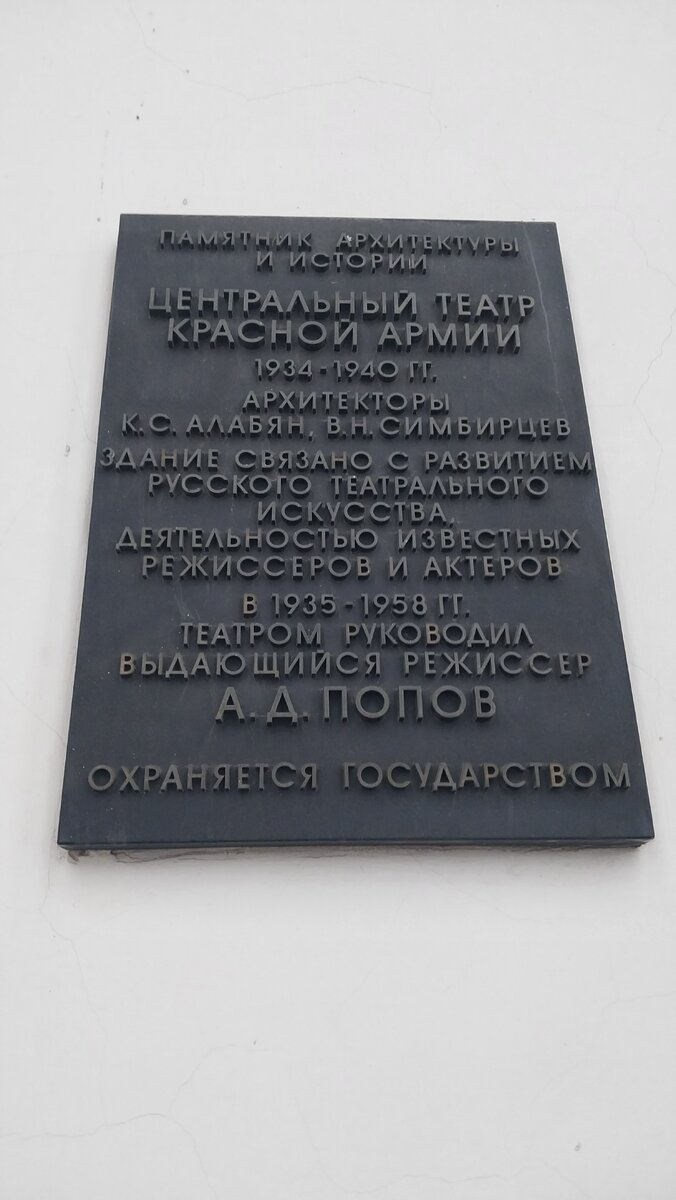 ПАМЯТНИК АРХИТЕКТУРЫ
И ИСТОРИИ
ЦЕНТРАЛЬНЫЙ ТЕАТР
КРАСНОЙ АРМИИ
1934-1940 ГГ.
АРХИТЕКТОРЫ
К.С. АЛАБЯН, В.Н. СИМБИРЦЕВ
ЗДАНИЕ СВЯЗАНО С РАЗВИТИЕМ
РУССКОГО ТЕАТРАЛЬНОГО
ИСКУССТВА,
ДЕЯТЕЛЬНОСТЬЮ ИЗВЕСТНЫХ
РЕЖИССЕРОВ И АКТЕРОВ
В 1935-1958 ГГ.
ТЕАТРОМ РУКОВОДИЛ
ВЫДАЮЩИЙСЯ РЕЖИССЕР
А.Д.ПОПОВ
ОХРАНЯЕТСЯ ГОСУДАРСТВОМ